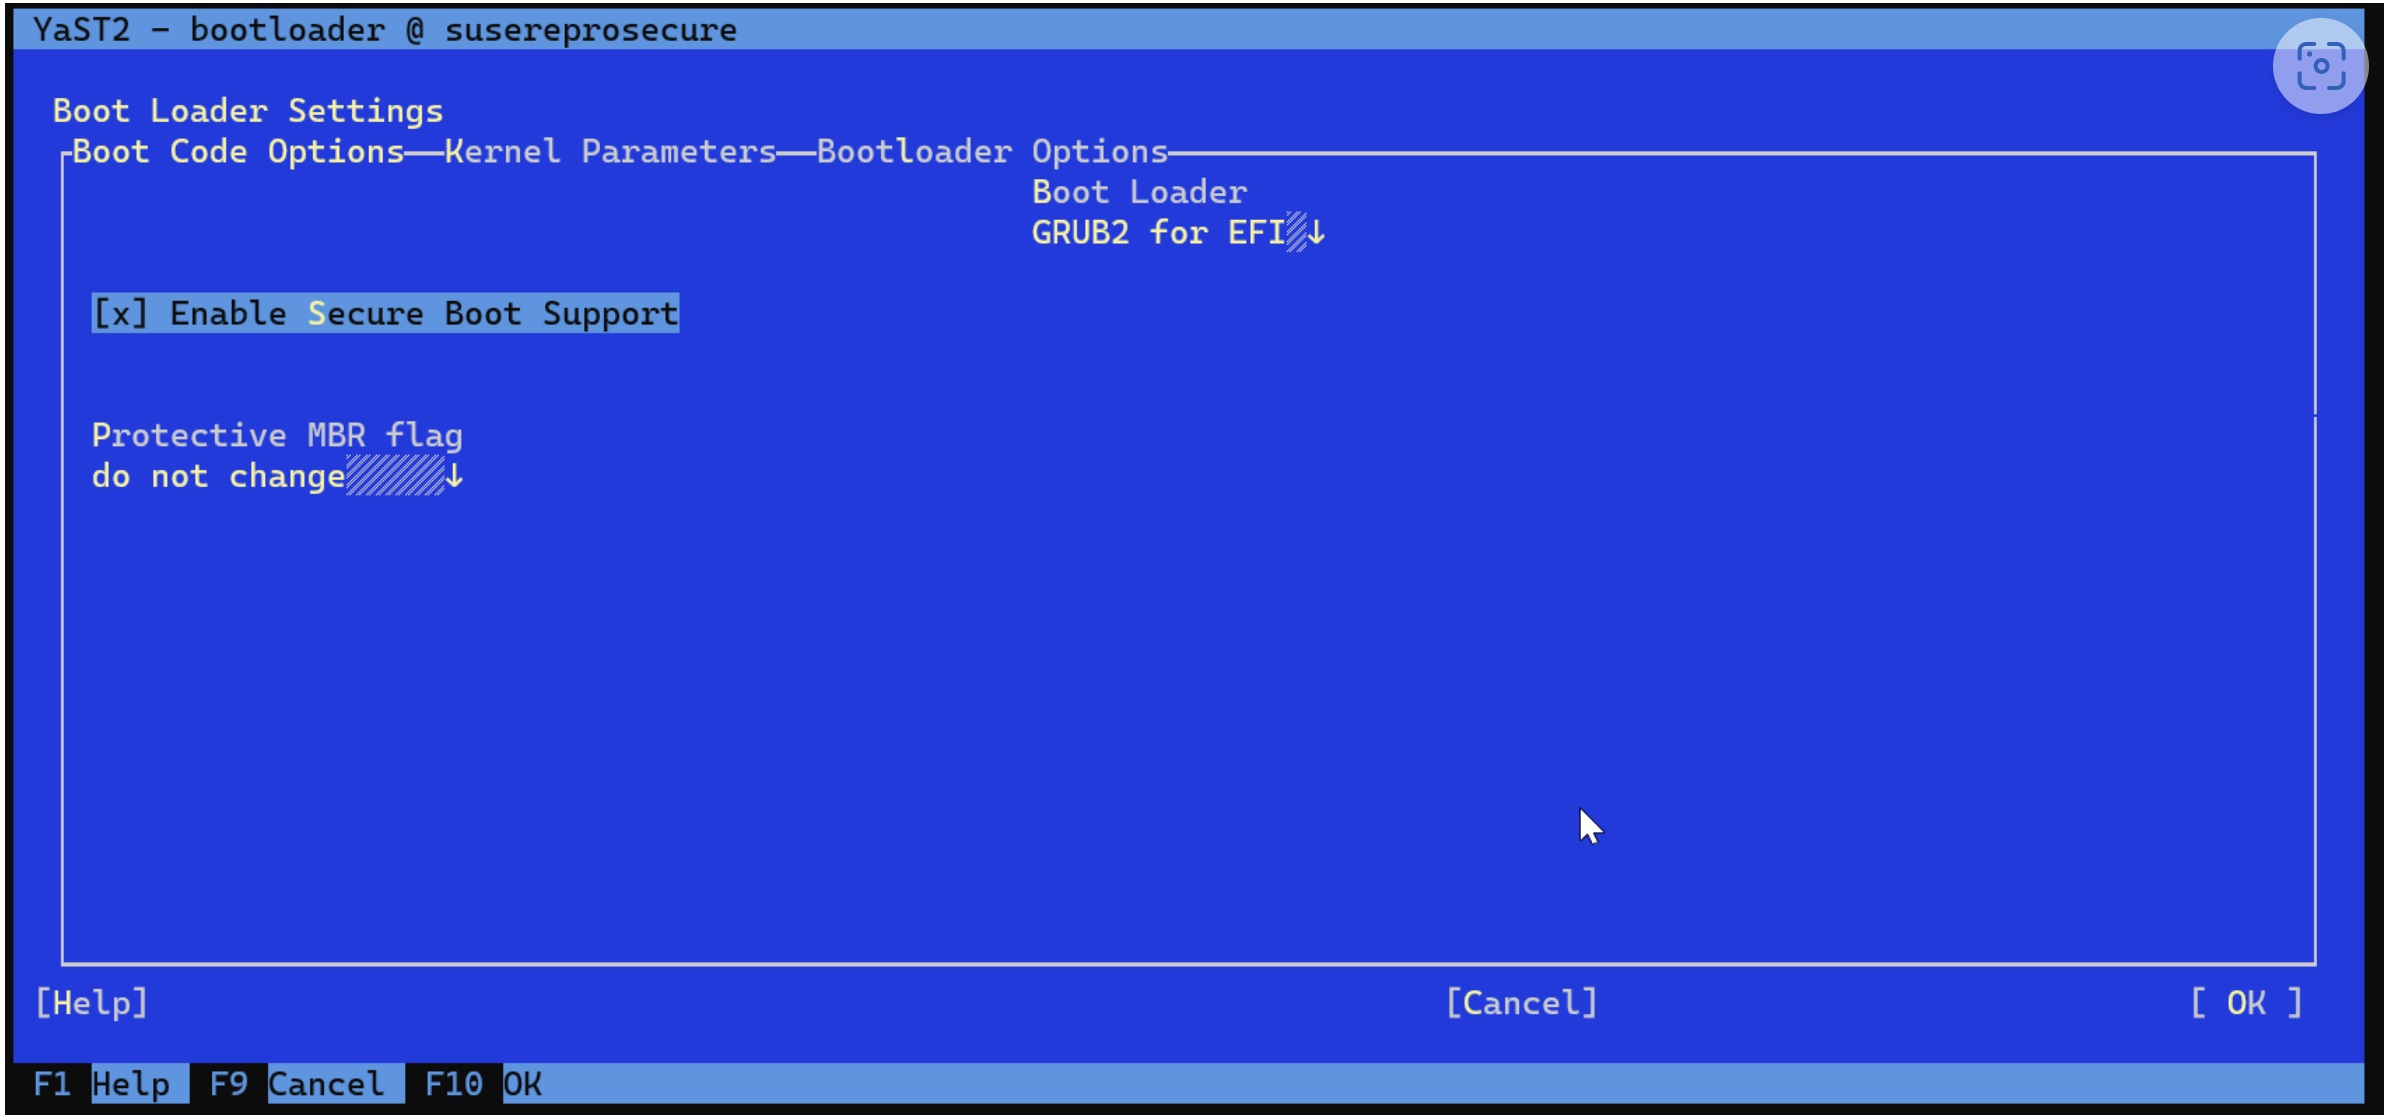 YaST2 - bootloader @ susereprosecure
Boot Loader Settings
Boot Code Options──Kernel Parameters──Bootloader Options
Boot Loader
GRUB2 for EFI↓
[x] Enable Secure Boot Support
Protective MBR flag
do not change↓
[Help] [Cancel] [ OK ]
F1 Help F9 Cancel F10 OK